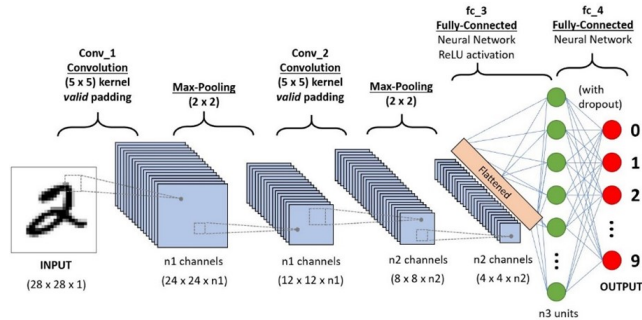 fc_3
Fully-Connected
Neural Network
ReLU activation
fc_4
Fully-Connected
Neural Network
Conv_1
Convolution
(5 x 5) kernel
valid padding
Max-Pooling
(2 x 2)
Conv_2
Convolution
(5 x 5) kernel
valid padding
Max-Pooling
(2 x 2)
(with
dropout)
2
INPUT
(28 x 28 x 1)
n1 channels
(24 x 24 x n1)
n1 channels
(12 x 12 x n1)
n2 channels
(8 x 8 x n2)
n2 channels
(4 x 4 x n2)
Flattened
n3 units
0
1
2
9
OUTPUT